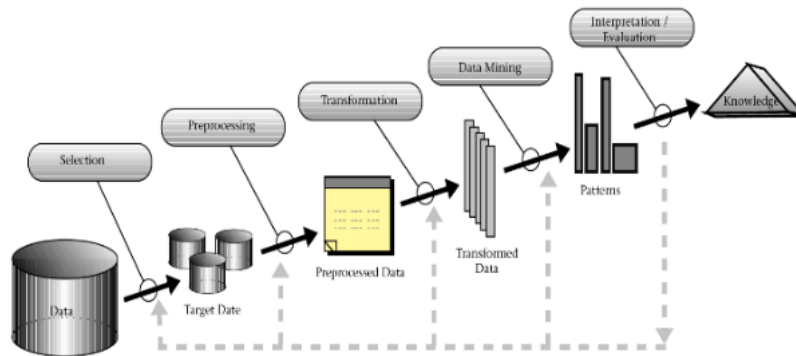 Interpretation /
Evaluation
Data Mining
Transformation
Preprocessing
Selection
Knowledge
Patterns
Transformed
Data
Preprocessed Data
Target Date
Data